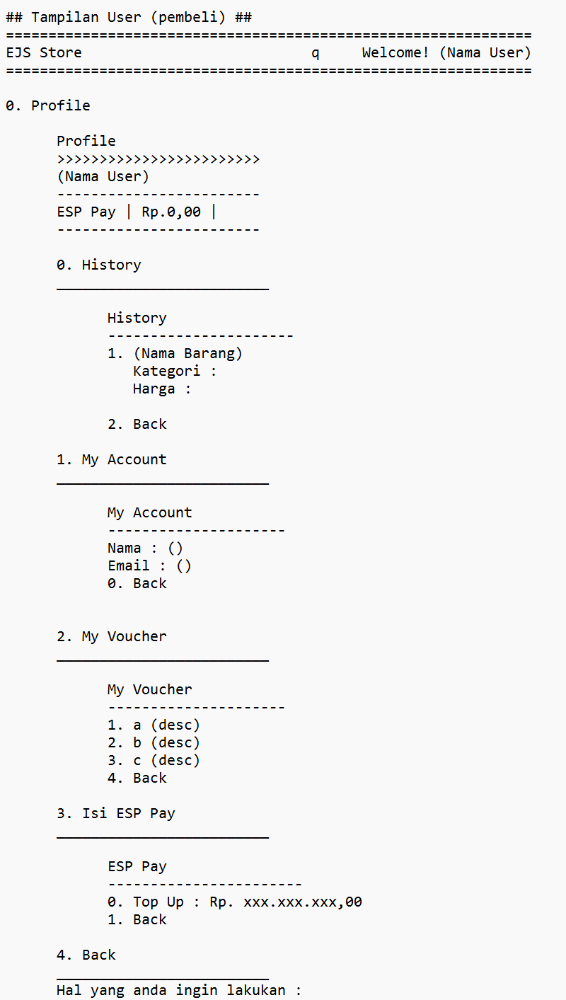 ## Tampilan User (pembeli) ##
==============================================================
EJS Store                           q     Welcome! (Nama User)
==============================================================
0. Profile
Profile
>>>>>>>>>>>>>>>>>>>>>>>>
(Nama User)
------------------------
ESP Pay | Rp.0,00 |
------------------------
0. History
_________________________
History
----------------------
1. (Nama Barang)
Kategori :
Harga :
2. Back
1. My Account
_________________________
My Account
---------------------
Nama : ()
Email : ()
0. Back
2. My Voucher
_________________________
My Voucher
---------------------
1. a (desc)
2. b (desc)
3. c (desc)
4. Back
3. Isi ESP Pay
_________________________
ESP Pay
-----------------------
0. Top Up : Rp. xxx.xxx.xxx,00
1. Back
4. Back
_________________________
Hal yang anda ingin lakukan :